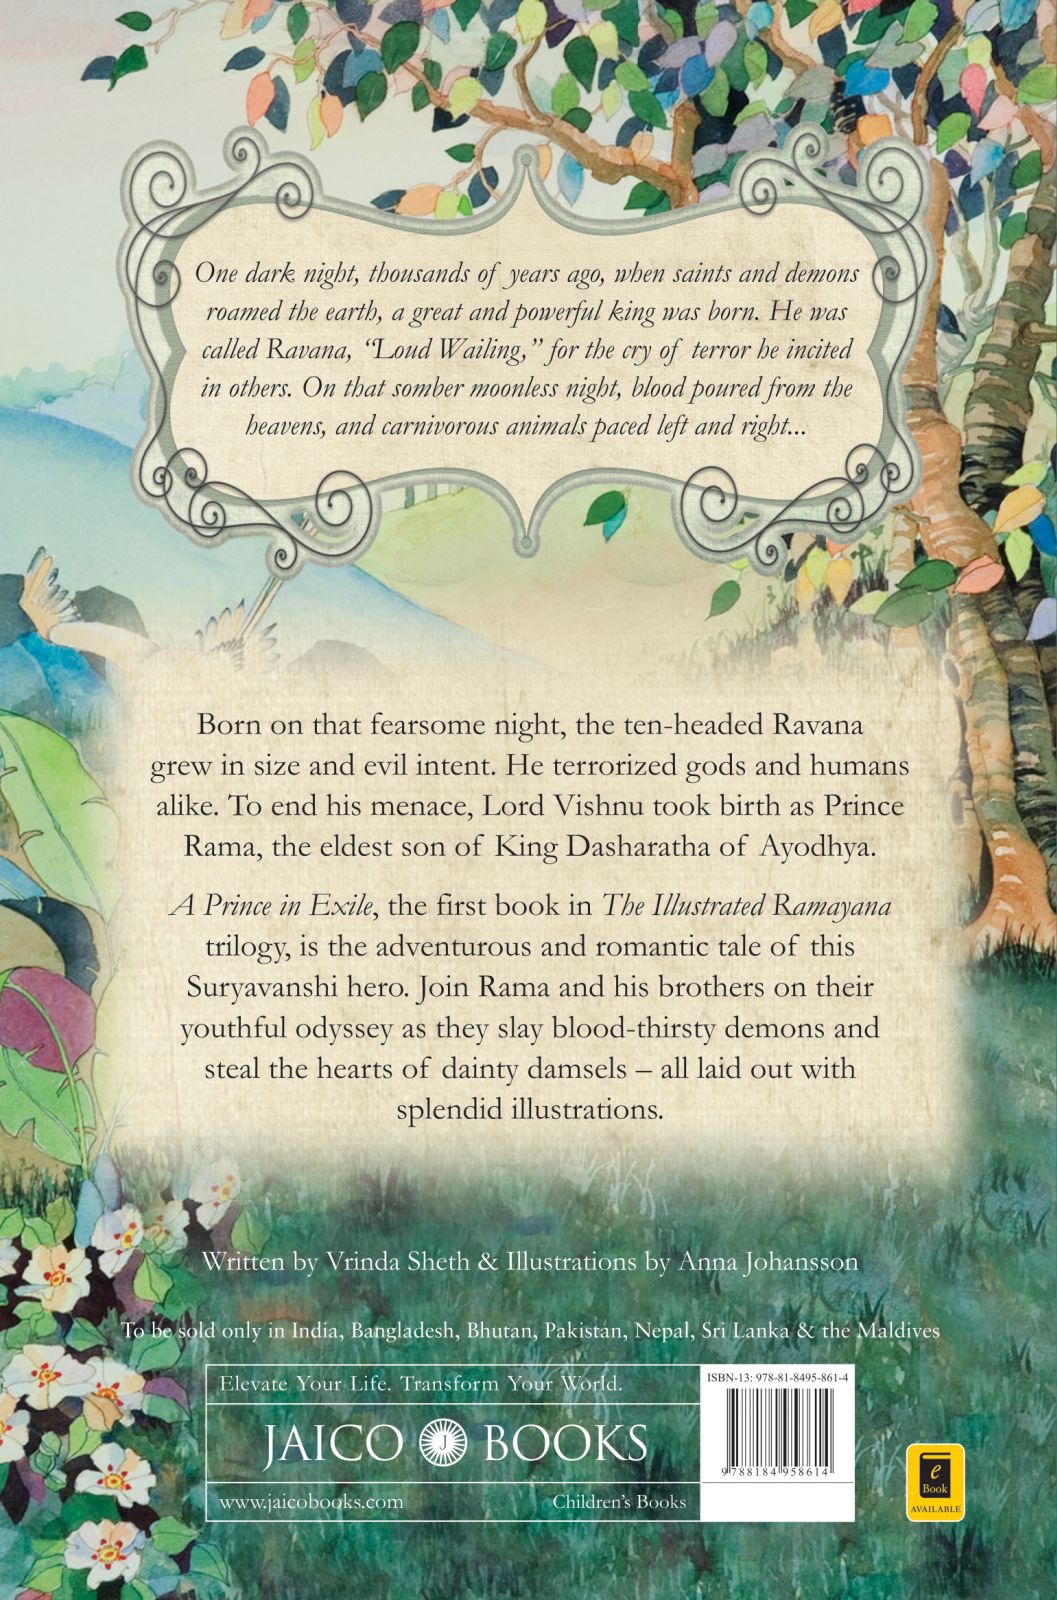 One dark night, thousands of years ago, when saints and demons
roamed the earth, a great and powerful king was born. He was
called Ravana, “Loud Wailing,” for the cry of terror he incited
in others. On that somber moonless night, blood poured from the
heavens, and carnivorous animals paced left and right...
Born on that fearsome night, the ten-headed Ravana
grew in size and evil intent. He terrorized gods and humans
alike. To end his menace, Lord Vishnu took birth as Prince
Rama, the eldest son of King Dasharatha of Ayodhya.
A Prince in Exile, the first book in The Illustrated Ramayana
trilogy, is the adventurous and romantic tale of this
Suryavanshi hero. Join Rama and his brothers on their
youthful odyssey as they slay blood-thirsty demons and
steal the hearts of dainty damsels – all laid out with
splendid illustrations.
Written by Vrinda Sheth & Illustrations by Anna Johansson
To be sold only in India, Bangladesh, Bhutan, Pakistan, Nepal, Sri Lanka & the Maldives
Elevate Your Life. Transform Your World.
JAICO J BOOKS
www.jaicobooks.com Children's Books
ISBN-13: 978-81-8495-861-4
9 788184 958614
e
Book
AVAILABLE